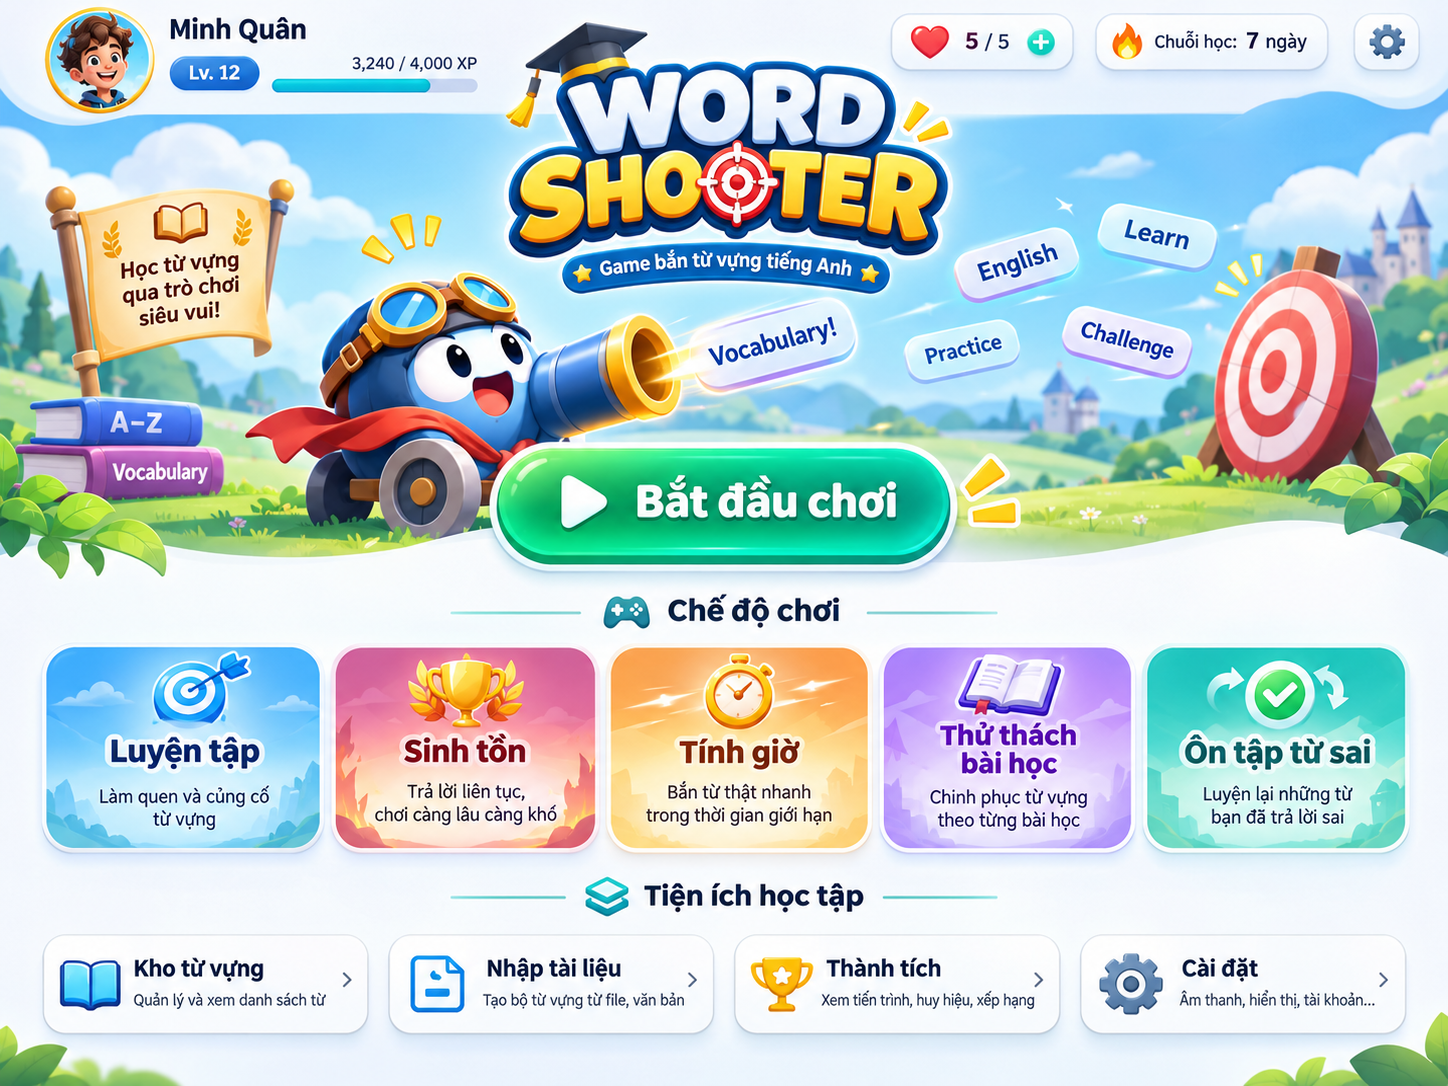 Minh Quân
Lv. 12
3,240 / 4,000 XP
5 / 5
Chuỗi học: 7 ngày
WORD
SHOOTER
Game bắn từ vựng tiếng Anh
Học từ vựng
qua trò chơi
siêu vui!
A-Z
Vocabulary
Vocabulary!
English
Learn
Practice
Challenge
Bắt đầu chơi
Chế độ chơi
Luyện tập
Làm quen và củng cố
từ vựng
Sinh tồn
Trả lời liên tục,
chơi càng lâu càng khó
Tính giờ
Bắn từ thật nhanh
trong thời gian giới hạn
Thử thách
bài học
Chinh phục từ vựng
theo từng bài học
Ôn tập từ sai
Luyện lại những từ
bạn đã trả lời sai
Tiện ích học tập
Kho từ vựng
Quản lý và xem danh sách từ
Nhập tài liệu
Tạo bộ từ vựng từ file, văn bản
Thành tích
Xem tiến trình, huy hiệu, xếp hạng
Cài đặt
Âm thanh, hiển thị, tài khoản...